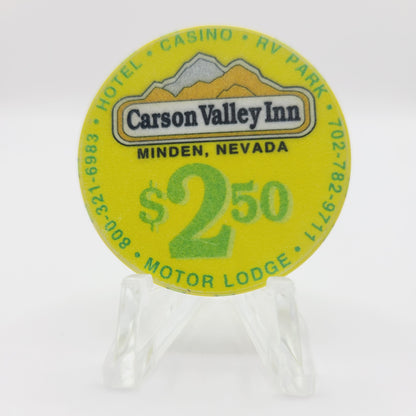 • HOTEL • CASINO • RV PARK •
Carson Valley Inn
MINDEN, NEVADA
$2.50
800-321-6983 • MOTOR LODGE • 702-782-9711